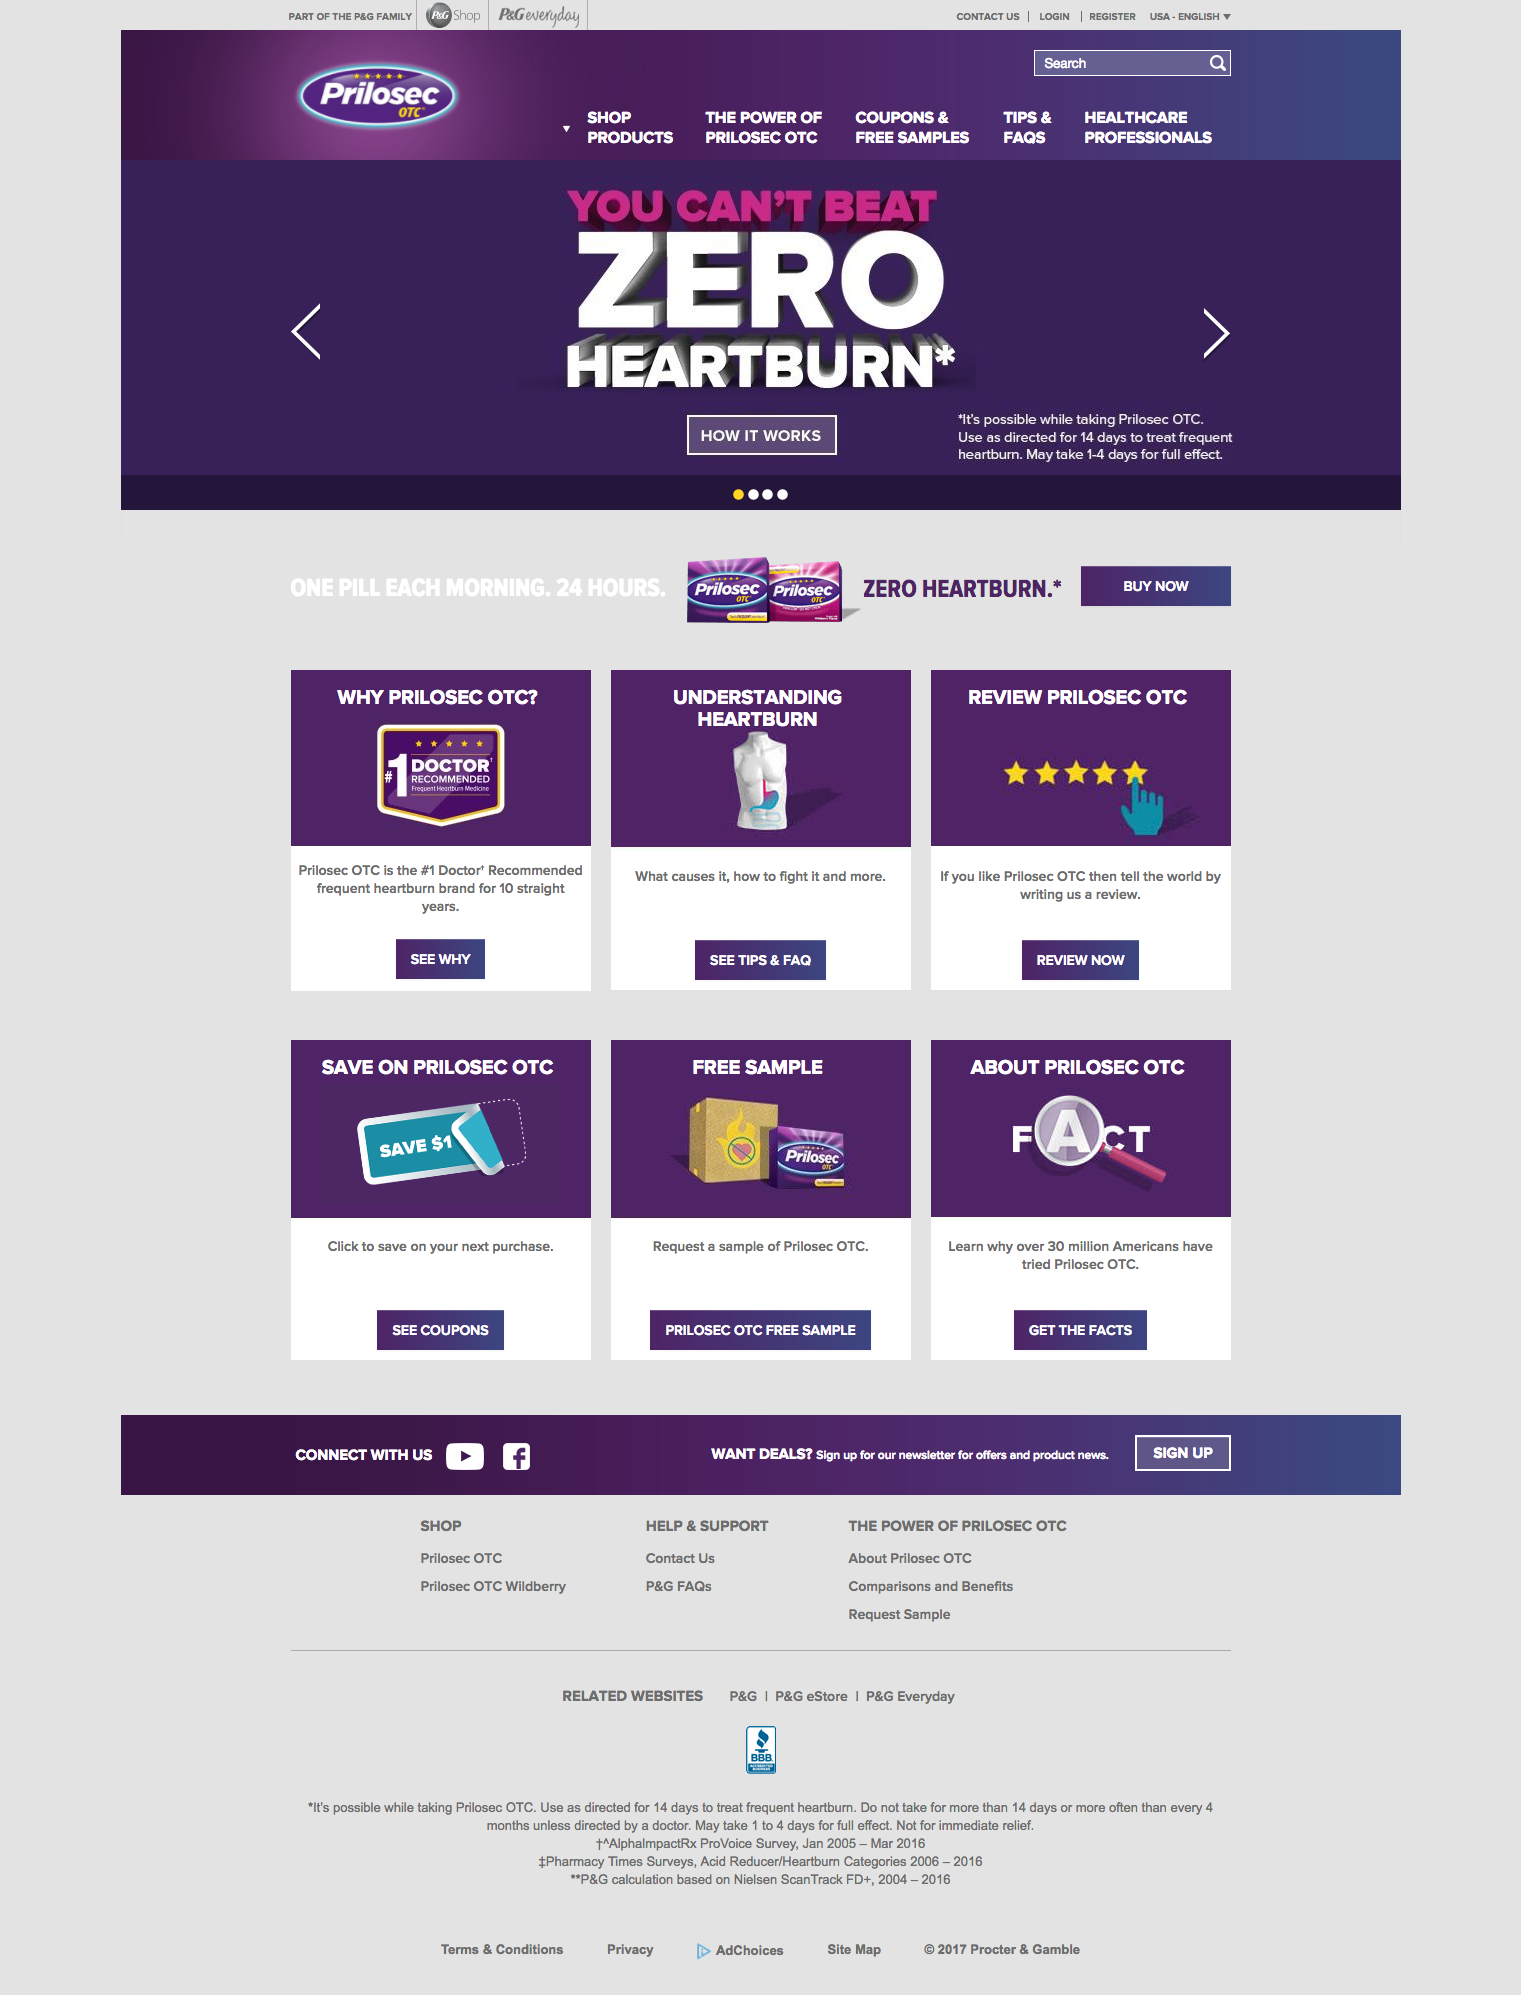 PART OF THE P&G FAMILY
P&G Shop
P&G everyday
CONTACT US | LOGIN | REGISTER USA - ENGLISH
Search
Prilosec
OTC
SHOP
PRODUCTS
THE POWER OF
PRILOSEC OTC
COUPONS &
FREE SAMPLES
TIPS &
FAQS
HEALTHCARE
PROFESSIONALS
YOU CAN'T BEAT
ZERO
HEARTBURN*
HOW IT WORKS
*It's possible while taking Prilosec OTC.
Use as directed for 14 days to treat frequent
heartburn. May take 1-4 days for full effect.
ONE PILL EACH MORNING. 24 HOURS.
Prilosec
OTC
Prilosec
OTC
ZERO HEARTBURN.*
BUY NOW
WHY PRILOSEC OTC?
#1 DOCTOR†
RECOMMENDED
Frequent Heartburn Medicine
Prilosec OTC is the #1 Doctor† Recommended
frequent heartburn brand for 10 straight
years.
SEE WHY
UNDERSTANDING
HEARTBURN
What causes it, how to fight it and more.
SEE TIPS & FAQ
REVIEW PRILOSEC OTC
If you like Prilosec OTC then tell the world by
writing us a review.
REVIEW NOW
SAVE ON PRILOSEC OTC
SAVE $1
Click to save on your next purchase.
SEE COUPONS
FREE SAMPLE
Prilosec
OTC
Request a sample of Prilosec OTC.
PRILOSEC OTC FREE SAMPLE
ABOUT PRILOSEC OTC
FACT
Learn why over 30 million Americans have
tried Prilosec OTC.
GET THE FACTS
CONNECT WITH US
WANT DEALS? Sign up for our newsletter for offers and product news.
SIGN UP
SHOP
Prilosec OTC
Prilosec OTC Wildberry
HELP & SUPPORT
Contact Us
P&G FAQs
THE POWER OF PRILOSEC OTC
About Prilosec OTC
Comparisons and Benefits
Request Sample
RELATED WEBSITES P&G | P&G eStore | P&G Everyday
BBB
ACCREDITED
BUSINESS
*It's possible while taking Prilosec OTC. Use as directed for 14 days to treat frequent heartburn. Do not take for more than 14 days or more often than every 4
months unless directed by a doctor. May take 1 to 4 days for full effect. Not for immediate relief.
†^AlphaImpactRx ProVoice Survey, Jan 2005 – Mar 2016
‡Pharmacy Times Surveys, Acid Reducer/Heartburn Categories 2006 – 2016
**P&G calculation based on Nielsen ScanTrack FD+, 2004 – 2016
Terms & Conditions Privacy AdChoices Site Map © 2017 Procter & Gamble